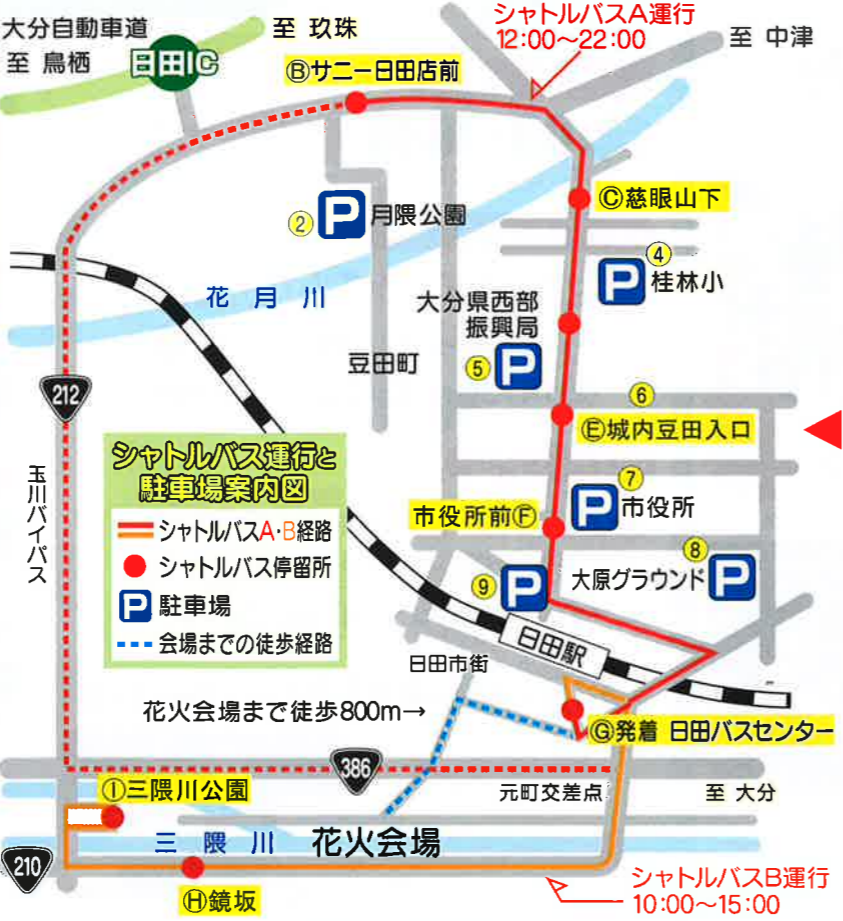 大分自動車道
至 鳥栖
日田IC
至 玖珠
シャトルバスA運行
12:00〜22:00
至 中津
Ⓑサニー日田店前
Ⓒ慈眼山下
② P 月隈公園
④
P 桂林小
花月川
大分県西部
振興局
⑤ P
豆田町
⑥
212
Ⓔ城内豆田入口
シャトルバス運行と
駐車場案内図
シャトルバスA・B経路
シャトルバス停留所
P 駐車場
会場までの徒歩経路
玉川バイパス
⑦
P 市役所
市役所前Ⓕ
⑧
大原グラウンド P
⑨ P
日田駅
日田市街
花火会場まで徒歩800m→
Ⓖ発着 日田バスセンター
386
Ⓘ三隈川公園
元町交差点
至 大分
三隈川
花火会場
210
Ⓗ鏡坂
シャトルバスB運行
10:00〜15:00